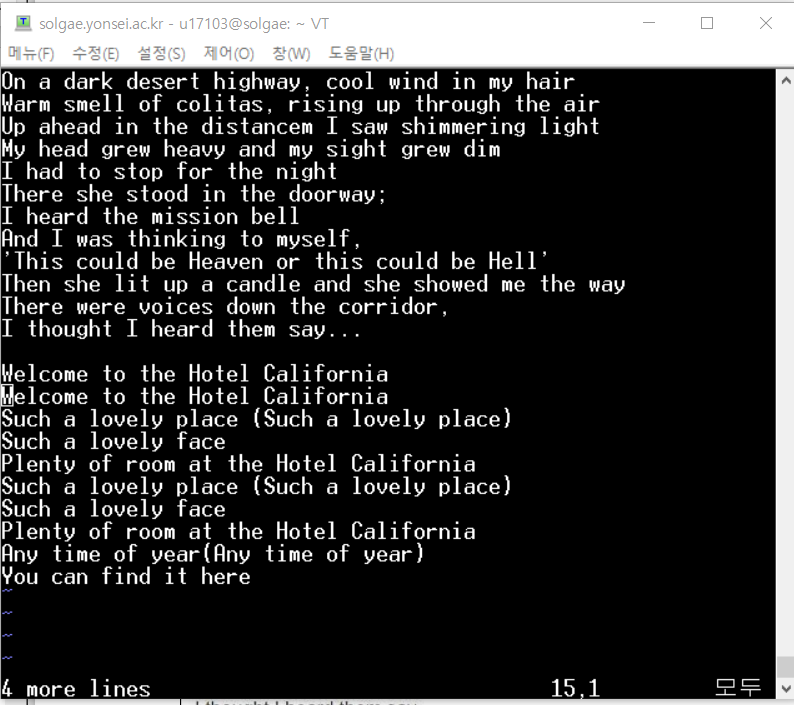 solgae.yonsei.ac.kr - u17103@solgae: ~ VT
메뉴(F) 수정(E) 설정(S) 제어(O) 창(W) 도움말(H)
On a dark desert highway, cool wind in my hair
Warm smell of colitas, rising up through the air
Up ahead in the distancem I saw shimmering light
My head grew heavy and my sight grew dim
I had to stop for the night
There she stood in the doorway;
I heard the mission bell
And I was thinking to myself,
'This could be Heaven or this could be Hell'
Then she lit up a candle and she showed me the way
There were voices down the corridor,
I thought I heard them say...
Welcome to the Hotel California
Welcome to the Hotel California
Such a lovely place (Such a lovely place)
Such a lovely face
Plenty of room at the Hotel California
Such a lovely place (Such a lovely place)
Such a lovely face
Plenty of room at the Hotel California
Any time of year(Any time of year)
You can find it here
~
~
~
~
4 more lines 15,1 모두
I thought I heard them say